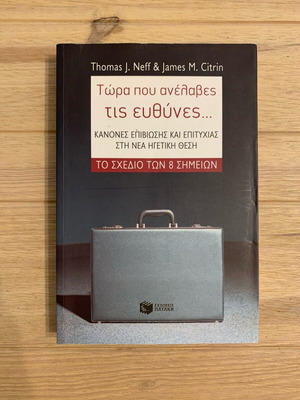 Thomas J. Neff & James M. Citrin
Τώρα που ανέλαβες
τις ευθύνες...
ΚΑΝΟΝΕΣ ΕΠΙΒΙΩΣΗΣ ΚΑΙ ΕΠΙΤΥΧΙΑΣ
ΣΤΗ ΝΕΑ ΗΓΕΤΙΚΗ ΘΕΣΗ
ΤΟ ΣΧΕΔΙΟ ΤΩΝ 8 ΣΗΜΕΙΩΝ
ΕΚΔΟΣΕΙΣ
ΠΑΤΑΚΗ